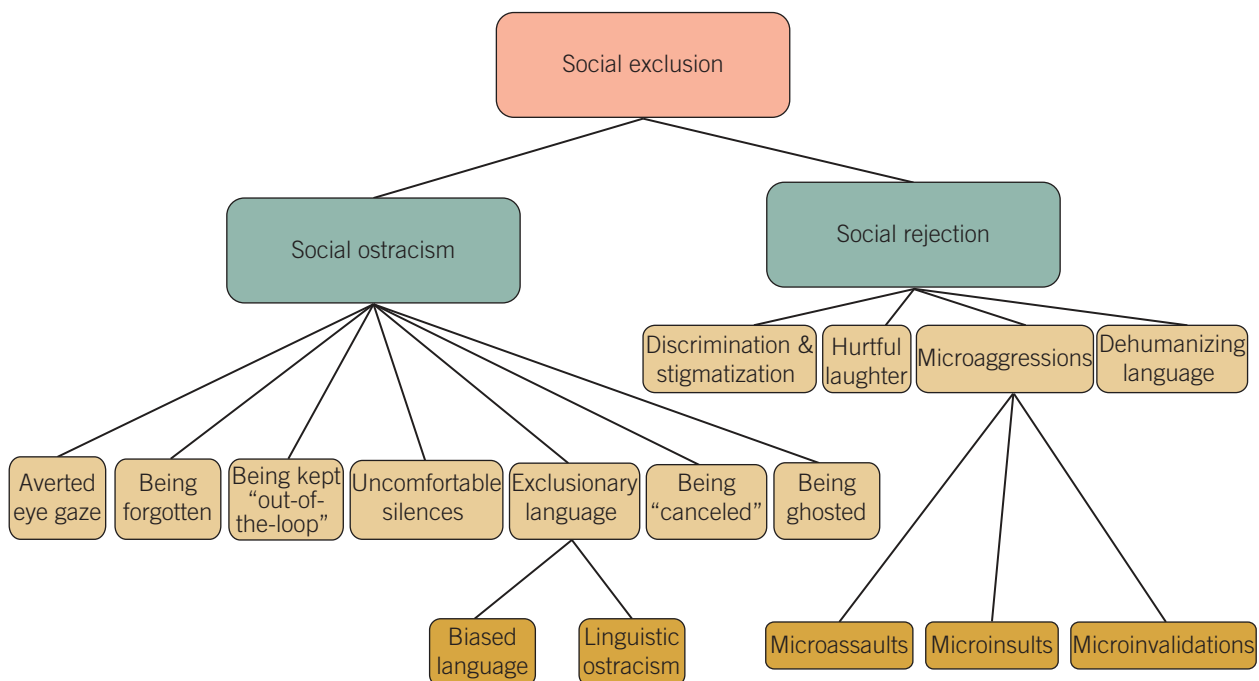 Social exclusion
Social ostracism
Social rejection
Discrimination &
stigmatization
Hurtful
laughter
Microaggressions
Dehumanizing
language
Averted
eye gaze
Being
forgotten
Being kept
“out-of-
the-loop”
Uncomfortable
silences
Exclusionary
language
Being
“canceled”
Being
ghosted
Biased
language
Linguistic
ostracism
Microassaults
Microinsults
Microinvalidations